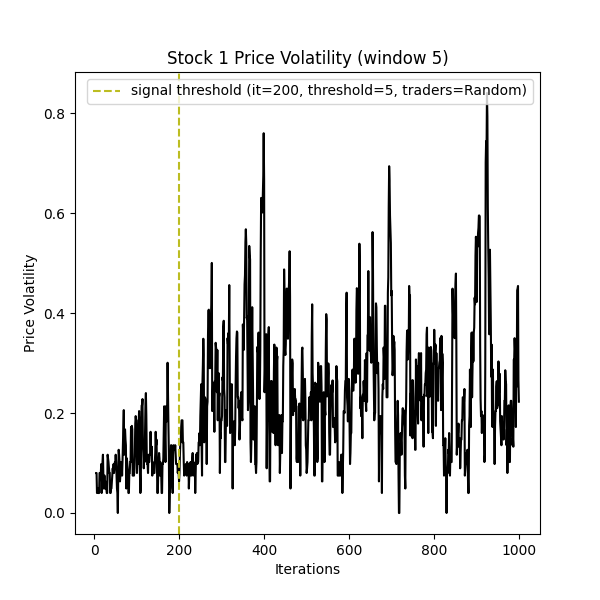 Stock 1 Price Volatility (window 5)
signal threshold (it=200, threshold=5, traders=Random)
0.8
0.6
0.4
0.2
0.0
Price Volatility
0 200 400 600 800 1000
Iterations